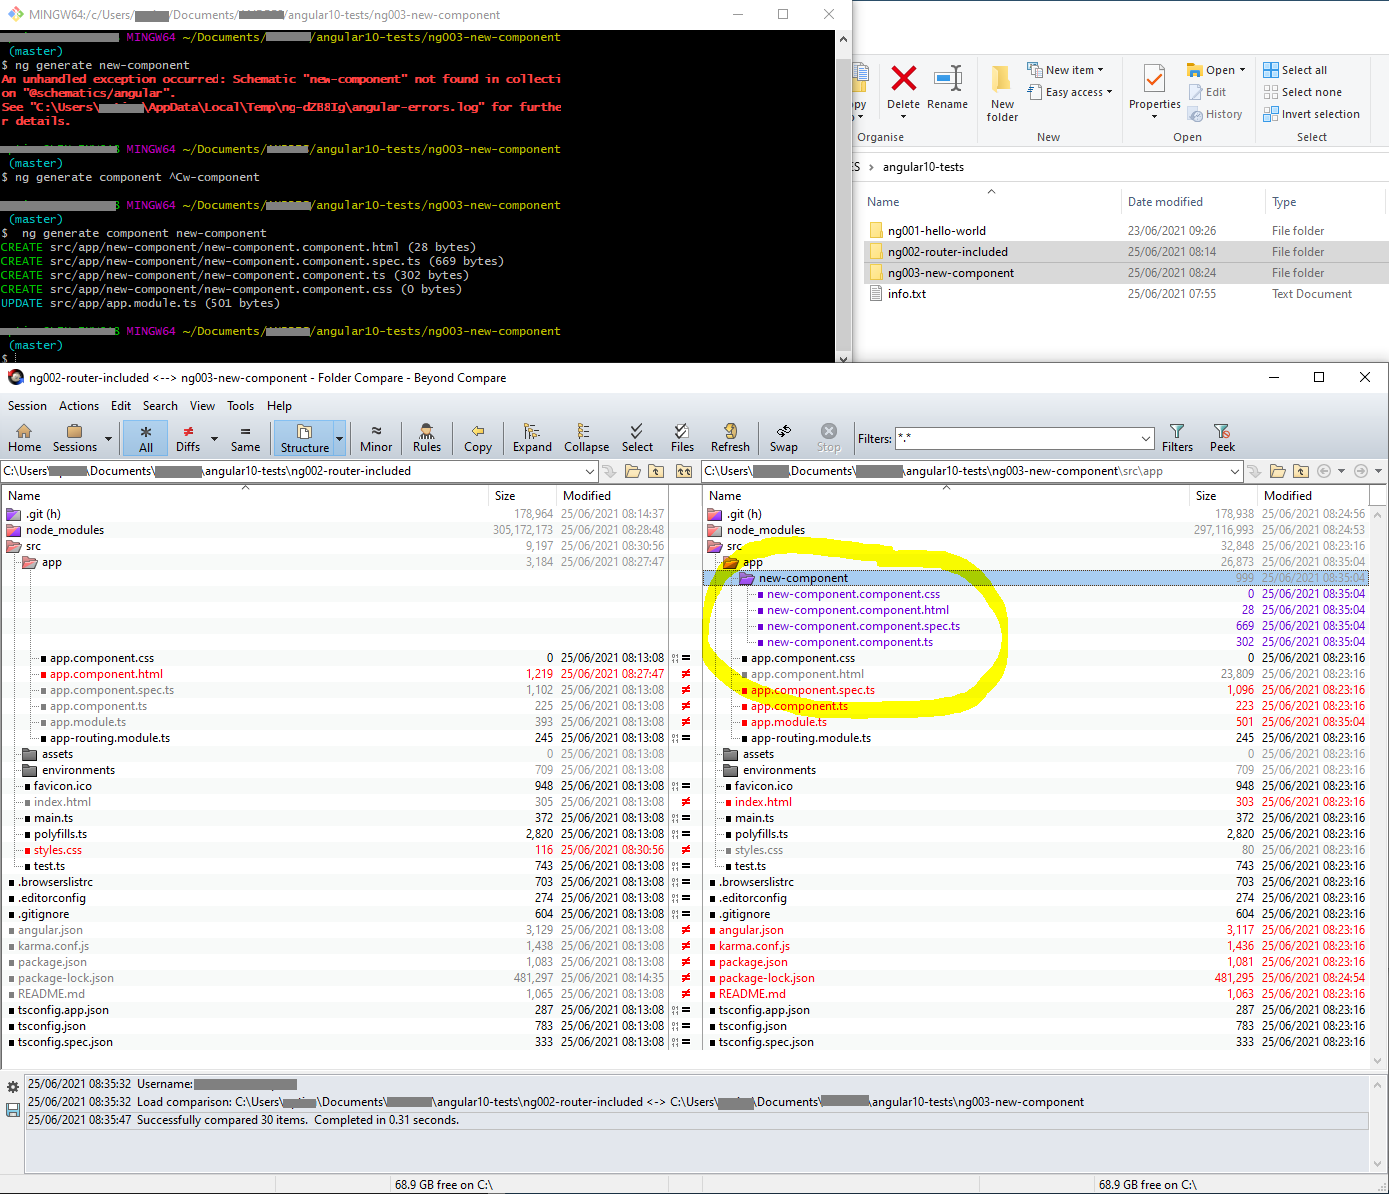 MINGW64:/c/Users/ /Documents/ /angular10-tests/ng003-new-component
MINGW64 ~/Documents/ /angular10-tests/ng003-new-component
(master)
$ ng generate new-component
An unhandled exception occurred: Schematic "new-component" not found in collecti
on "@schematics/angular".
See "C:\Users\ \AppData\Local\Temp\ng-dZB8Ig\angular-errors.log" for furthe
r details.
MINGW64 ~/Documents/ /angular10-tests/ng003-new-component
(master)
$ ng generate component ^Cw-component
MINGW64 ~/Documents/ /angular10-tests/ng003-new-component
(master)
$  ng generate component new-component
CREATE src/app/new-component/new-component.component.html (28 bytes)
CREATE src/app/new-component/new-component.component.spec.ts (669 bytes)
CREATE src/app/new-component/new-component.component.ts (302 bytes)
CREATE src/app/new-component/new-component.component.css (0 bytes)
UPDATE src/app/app.module.ts (501 bytes)
MINGW64 ~/Documents/ /angular10-tests/ng003-new-component
(master)
$
Delete Rename New folder
New item
Easy access
Properties
Open
Edit
History
Select all
Select none
Invert selection
Organise New Open Select
ES > angular10-tests
Name Date modified Type
ng001-hello-world 23/06/2021 09:26 File folder
ng002-router-included 25/06/2021 08:14 File folder
ng003-new-component 25/06/2021 08:24 File folder
info.txt 25/06/2021 07:55 Text Document
ng002-router-included <--> ng003-new-component - Folder Compare - Beyond Compare
Session Actions Edit Search View Tools Help
Home Sessions All Diffs Same Structure Minor Rules Copy Expand Collapse Select Files Refresh Swap Stop Filters: *.* Filters Peek
C:\Users\ \Documents\ \angular10-tests\ng002-router-included C:\Users\ \Documents\ \angular10-tests\ng003-new-component\src\app
Name Size Modified Name Size Modified
.git (h) 178,964 25/06/2021 08:14:37 .git (h) 178,938 25/06/2021 08:24:56
node_modules 305,172,173 25/06/2021 08:28:48 node_modules 297,116,993 25/06/2021 08:24:53
src 9,197 25/06/2021 08:30:56 src 32,848 25/06/2021 08:23:16
app 3,184 25/06/2021 08:27:47 app 26,873 25/06/2021 08:35:04
new-component 999 25/06/2021 08:35:04
new-component.component.css 0 25/06/2021 08:35:04
new-component.component.html 28 25/06/2021 08:35:04
new-component.component.spec.ts 669 25/06/2021 08:35:04
new-component.component.ts 302 25/06/2021 08:35:04
app.component.css 0 25/06/2021 08:13:08 = app.component.css 0 25/06/2021 08:23:16
app.component.html 1,219 25/06/2021 08:27:47 ≠ app.component.html 23,809 25/06/2021 08:23:16
app.component.spec.ts 1,102 25/06/2021 08:13:08 ≠ app.component.spec.ts 1,096 25/06/2021 08:23:16
app.component.ts 225 25/06/2021 08:13:08 ≠ app.component.ts 223 25/06/2021 08:23:16
app.module.ts 393 25/06/2021 08:13:08 ≠ app.module.ts 501 25/06/2021 08:35:04
app-routing.module.ts 245 25/06/2021 08:13:08 = app-routing.module.ts 245 25/06/2021 08:23:16
assets 0 25/06/2021 08:13:08 assets 0 25/06/2021 08:23:16
environments 709 25/06/2021 08:13:08 environments 709 25/06/2021 08:23:16
favicon.ico 948 25/06/2021 08:13:08 = favicon.ico 948 25/06/2021 08:23:16
index.html 305 25/06/2021 08:13:08 ≠ index.html 303 25/06/2021 08:23:16
main.ts 372 25/06/2021 08:13:08 = main.ts 372 25/06/2021 08:23:16
polyfills.ts 2,820 25/06/2021 08:13:08 = polyfills.ts 2,820 25/06/2021 08:23:16
styles.css 116 25/06/2021 08:30:56 ≠ styles.css 80 25/06/2021 08:23:16
test.ts 743 25/06/2021 08:13:08 = test.ts 743 25/06/2021 08:23:16
.browserslistrc 703 25/06/2021 08:13:08 = .browserslistrc 703 25/06/2021 08:23:16
.editorconfig 274 25/06/2021 08:13:08 = .editorconfig 274 25/06/2021 08:23:16
.gitignore 604 25/06/2021 08:13:08 = .gitignore 604 25/06/2021 08:23:16
angular.json 3,129 25/06/2021 08:13:08 ≠ angular.json 3,117 25/06/2021 08:23:16
karma.conf.js 1,438 25/06/2021 08:13:08 ≠ karma.conf.js 1,436 25/06/2021 08:23:16
package.json 1,083 25/06/2021 08:13:08 ≠ package.json 1,081 25/06/2021 08:23:16
package-lock.json 481,297 25/06/2021 08:14:35 ≠ package-lock.json 481,295 25/06/2021 08:24:54
README.md 1,065 25/06/2021 08:13:08 ≠ README.md 1,063 25/06/2021 08:23:16
tsconfig.app.json 287 25/06/2021 08:13:08 = tsconfig.app.json 287 25/06/2021 08:23:16
tsconfig.json 783 25/06/2021 08:13:08 = tsconfig.json 783 25/06/2021 08:23:16
tsconfig.spec.json 333 25/06/2021 08:13:08 = tsconfig.spec.json 333 25/06/2021 08:23:16
25/06/2021 08:35:32 Username:
25/06/2021 08:35:32 Load comparison: C:\Users\ \Documents\ \angular10-tests\ng002-router-included <-> C:\Users\ \Documents\ \angular10-tests\ng003-new-component
25/06/2021 08:35:47 Successfully compared 30 items. Completed in 0.31 seconds.
68.9 GB free on C:\ 68.9 GB free on C:\